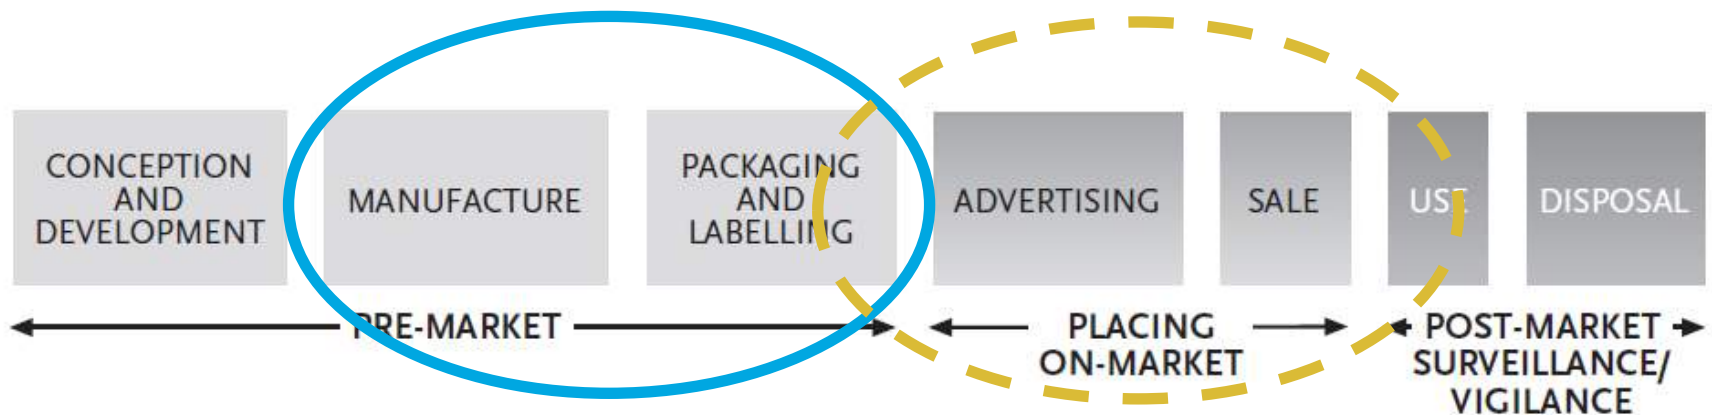 CONCEPTION
AND
DEVELOPMENT
MANUFACTURE
PACKAGING
AND
LABELLING
ADVERTISING
SALE
USE
DISPOSAL
PRE-MARKET
PLACING
ON-MARKET
POST-MARKET
SURVEILLANCE/
VIGILANCE